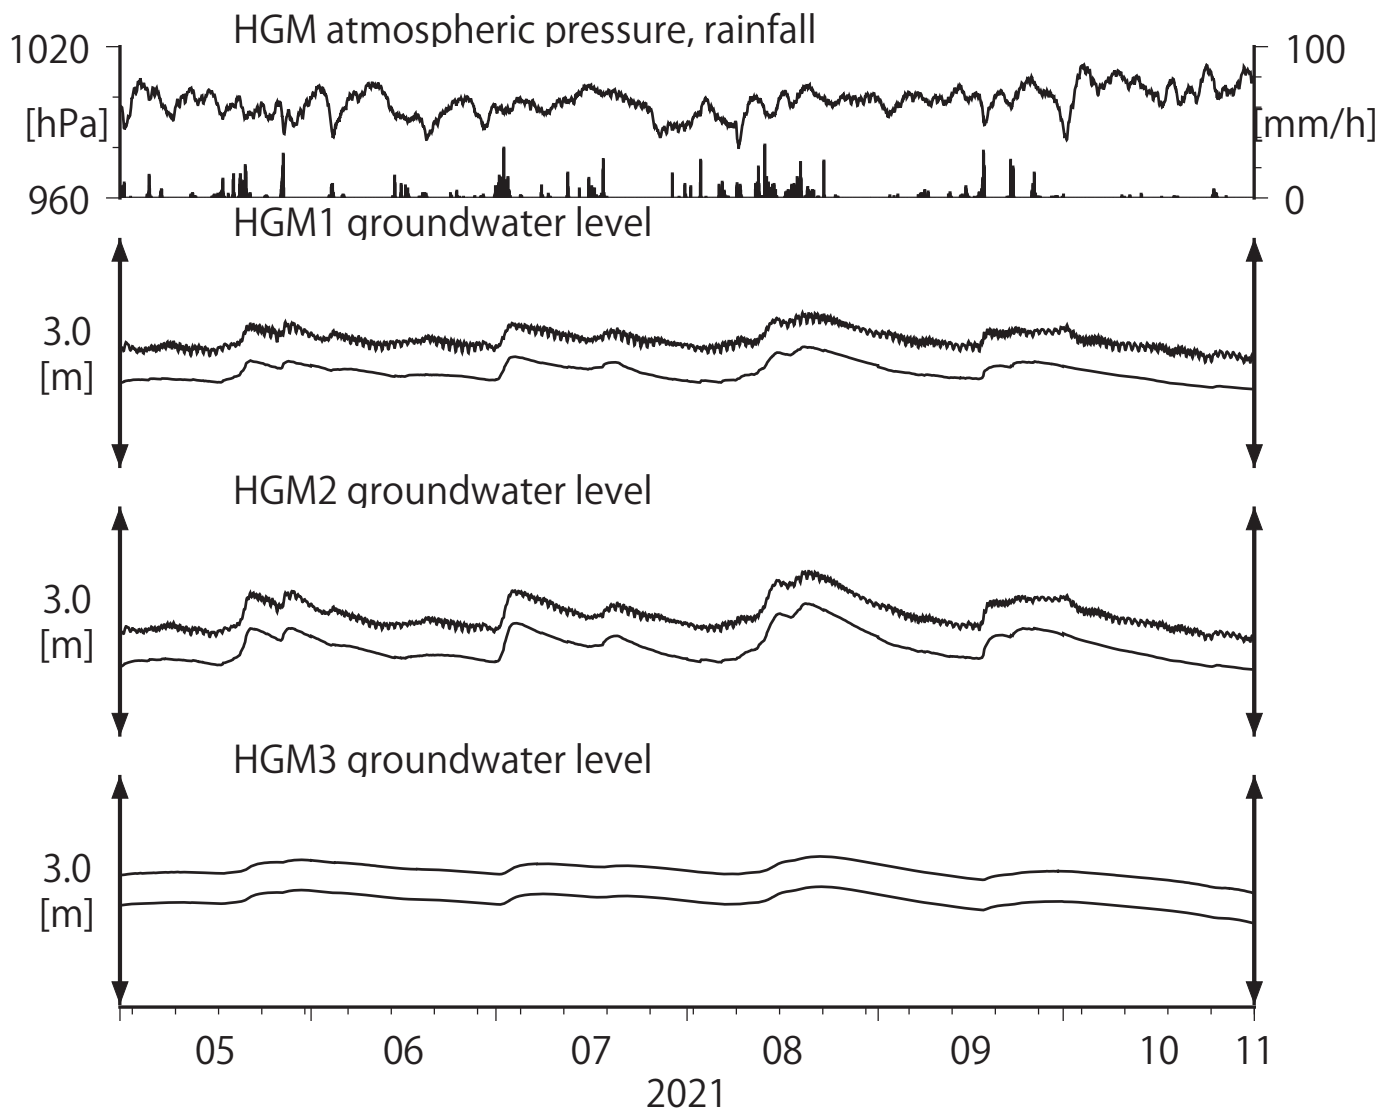 HGM atmospheric pressure, rainfall
1020
100
[hPa]
[mm/h]
960
0
HGM1 groundwater level
3.0
[m]
HGM2 groundwater level
3.0
[m]
HGM3 groundwater level
3.0
[m]
05 06 07 08 09 10 11
2021